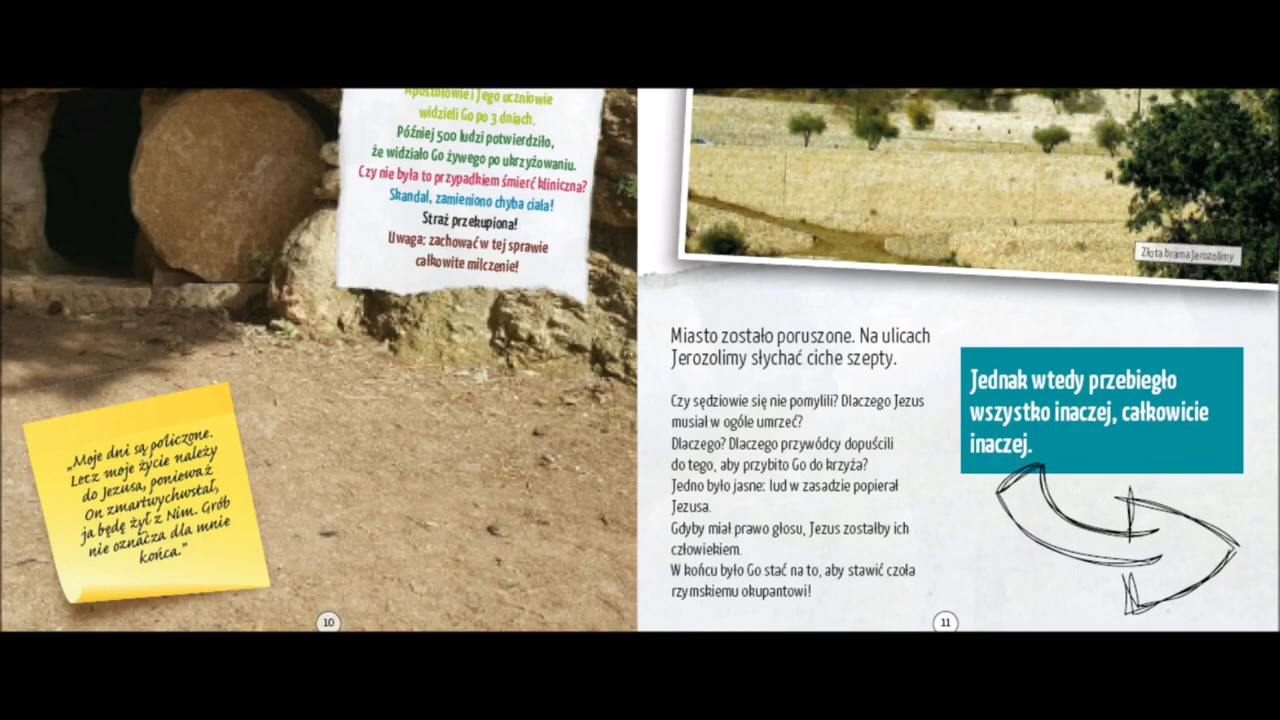 Apostołowie i Jego uczniowie
widzieli Go po 3 dniach.
Później 500 ludzi potwierdziło,
że widziało Go żywego po ukrzyżowaniu.
Czy nie była to przypadkiem śmierć kliniczna?
Skandal, zamieniono chyba ciała!
Straż przekupiona!
Uwaga: zachować w tej sprawie
całkowite milczenie!
„Moje dni są policzone.
Lecz moje życie należy
do Jezusa, ponieważ
On zmartwychwstał,
ja będę żył z Nim. Grób
nie oznacza dla mnie
końca."
10
Złota brama Jerozolimy
Miasto zostało poruszone. Na ulicach
Jerozolimy słychać ciche szepty.
Czy sędziowie się nie pomylili? Dlaczego Jezus
musiał w ogóle umrzeć?
Dlaczego? Dlaczego przywódcy dopuścili
do tego, aby przybito Go do krzyża?
Jedno było jasne: lud w zasadzie popierał
Jezusa.
Gdyby miał prawo głosu, Jezus zostałby ich
człowiekiem.
W końcu było Go stać na to, aby stawić czoła
rzymskiemu okupantowi!
Jednak wtedy przebiegło
wszystko inaczej, całkowicie
inaczej.
11